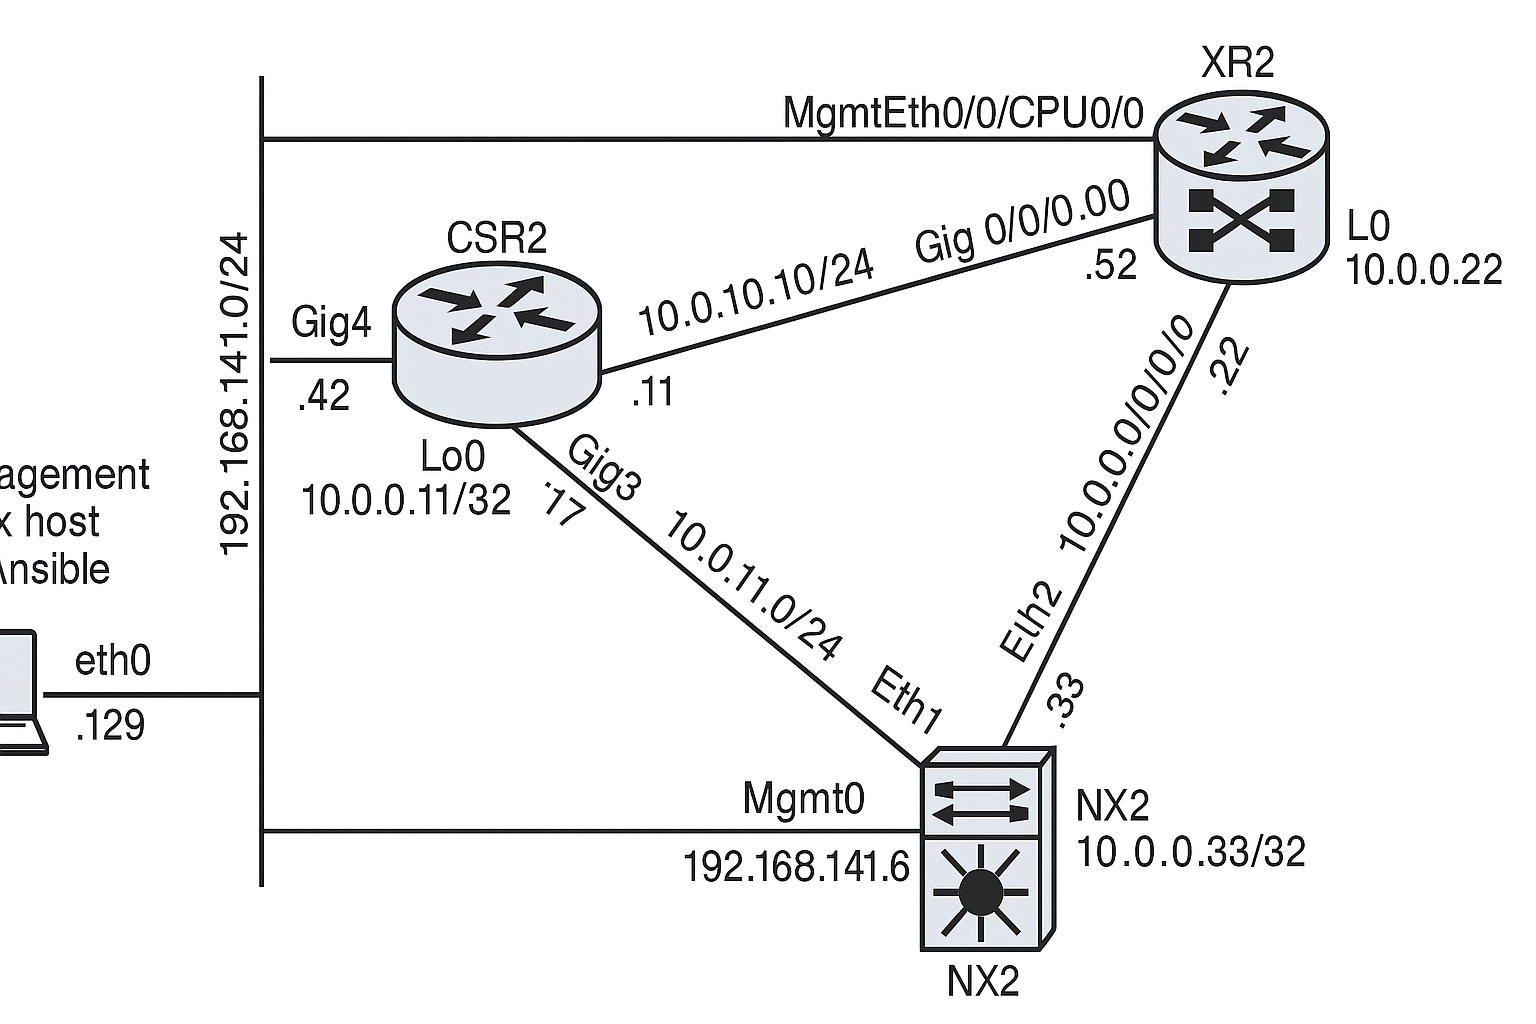 XR2
MgmtEth0/0/CPU0/0
Gig 0/0/0.00
.52
L0
10.0.0.22
CSR2
10.0.10.10/24
.11
192.168.141.0/24
Gig4
.42
Lo0
10.0.0.11/32
Gig3
.17
10.0.11.0/24
Eth1
10.0.0.0/0/0/0
.22
Eth2
.33
agement
x host
Ansible
eth0
.129
Mgmt0
192.168.141.6
NX2
10.0.0.33/32
NX2